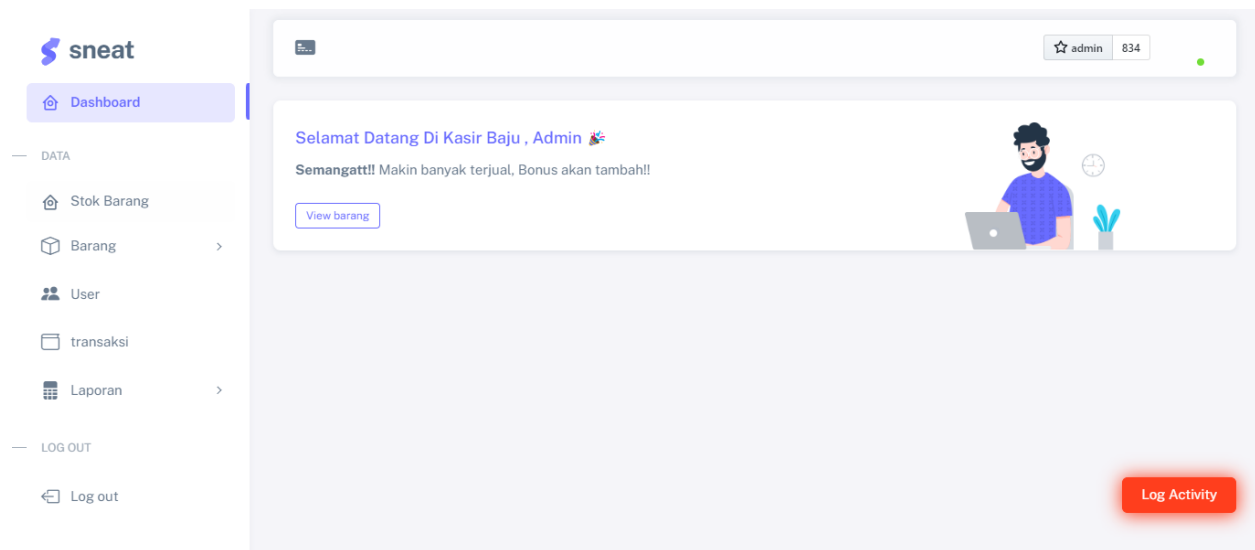 sneat
Dashboard
DATA
Stok Barang
Barang
User
transaksi
Laporan
LOG OUT
Log out
admin 834
Selamat Datang Di Kasir Baju , Admin 🎉
Semangatt!! Makin banyak terjual, Bonus akan tambah!!
View barang
Log Activity